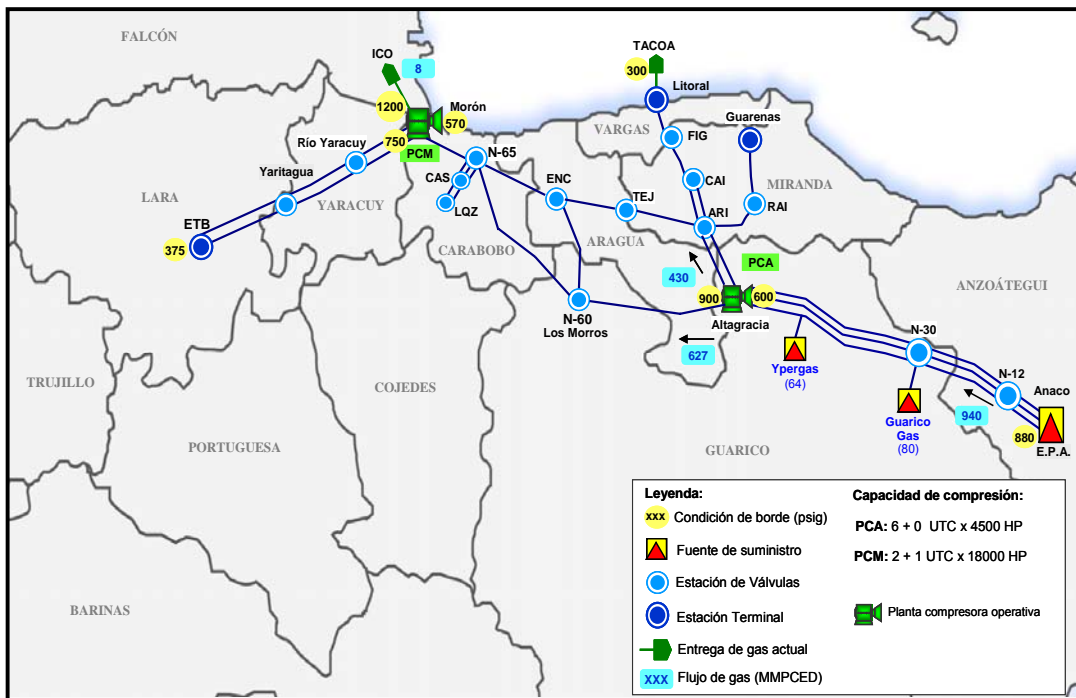 FALCÓN
ICO
8
1200
Morón
570
750
PCM
Río Yaracuy
Yaritagua
LARA
YARACUY
ETB
375
N-65
CAS
LQZ
CARABOBO
ENC
TEJ
ARAGUA
TACOA
300
Litoral
VARGAS
FIG
Guarenas
CAI
MIRANDA
ARI
RAI
430
PCA
900
600
Altagracia
N-60
Los Morros
627
Ypergas
(64)
ANZOÁTEGUI
N-30
N-12
Guarico
Gas
(80)
940
Anaco
880
E.P.A.
TRUJILLO
COJEDES
PORTUGUESA
GUARICO
BARINAS
Leyenda:
xxx Condición de borde (psig)
Fuente de suministro
Estación de Válvulas
Estación Terminal
Entrega de gas actual
XXX Flujo de gas (MMPCED)
Capacidad de compresión:
PCA: 6 + 0 UTC x 4500 HP
PCM: 2 + 1 UTC x 18000 HP
Planta compresora operativa